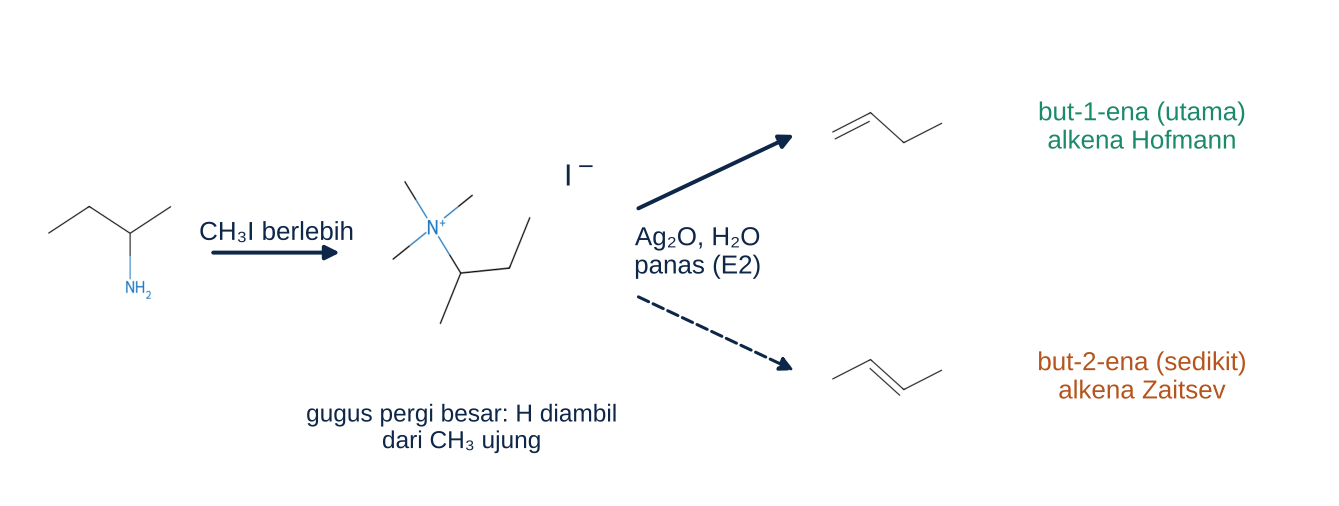 NH₂
CH₃I berlebih
N⁺
I⁻
Ag₂O, H₂O
panas (E2)
gugus pergi besar: H diambil
dari CH₃ ujung
but-1-ena (utama)
alkena Hofmann
but-2-ena (sedikit)
alkena Zaitsev